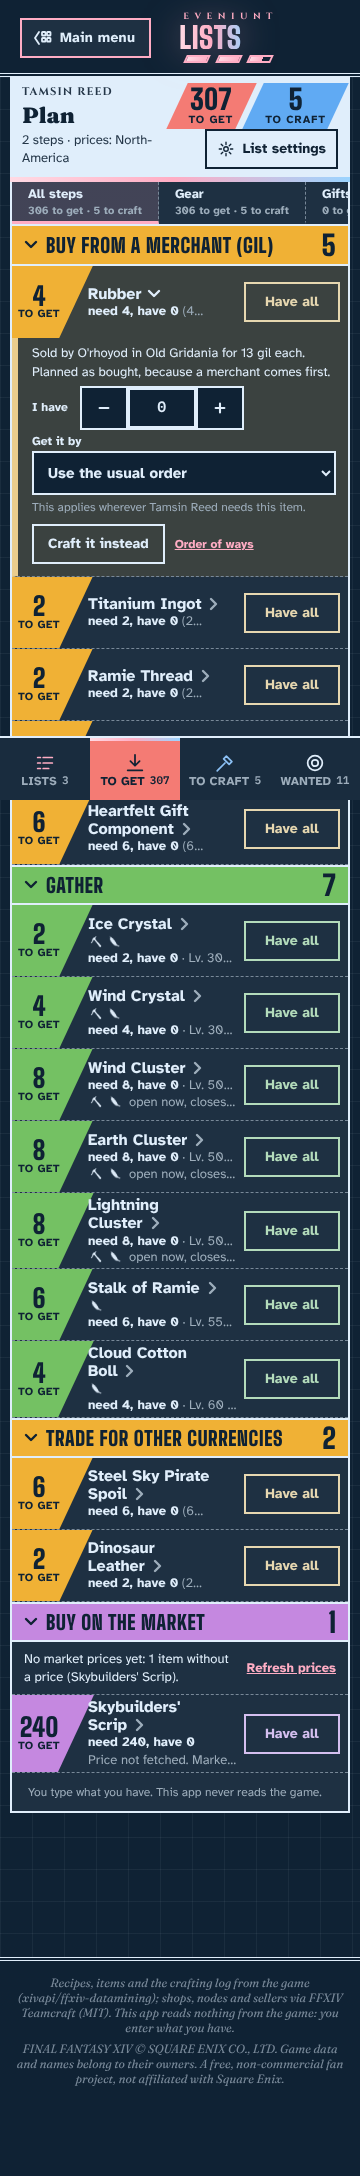 Main menu
EVENIUNT
LISTS
TAMSIN REED
Plan
2 steps · prices: North-
America
307
TO GET
5
TO CRAFT
List settings
All steps
306 to get · 5 to craft
Gear
306 to get · 5 to craft
Gifts
0 to g
BUY FROM A MERCHANT (GIL) 5
4
TO GET
Rubber
need 4, have 0 (4...
Have all
Sold by O'rhoyod in Old Gridania for 13 gil each.
Planned as bought, because a merchant comes first.
I have − 0 +
Get it by
Use the usual order
This applies wherever Tamsin Reed needs this item.
Craft it instead Order of ways
2
TO GET
Titanium Ingot
need 2, have 0 (2...
Have all
2
TO GET
Ramie Thread
need 2, have 0 (2...
Have all
LISTS 3
TO GET 307
TO CRAFT 5
WANTED 11
6
TO GET
Heartfelt Gift
Component
need 6, have 0 (6...
Have all
GATHER 7
2
TO GET
Ice Crystal
need 2, have 0 · Lv. 30...
Have all
4
TO GET
Wind Crystal
need 4, have 0 · Lv. 30...
Have all
8
TO GET
Wind Cluster
need 8, have 0 · Lv. 50...
open now, closes...
Have all
8
TO GET
Earth Cluster
need 8, have 0 · Lv. 50...
open now, closes...
Have all
8
TO GET
Lightning
Cluster
need 8, have 0 · Lv. 50...
open now, closes...
Have all
6
TO GET
Stalk of Ramie
need 6, have 0 · Lv. 55...
Have all
4
TO GET
Cloud Cotton
Boll
need 4, have 0 · Lv. 60 ...
Have all
TRADE FOR OTHER CURRENCIES 2
6
TO GET
Steel Sky Pirate
Spoil
need 6, have 0 (6...
Have all
2
TO GET
Dinosaur
Leather
need 2, have 0 (2...
Have all
BUY ON THE MARKET 1
No market prices yet: 1 item without
a price (Skybuilders' Scrip).
Refresh prices
240
TO GET
Skybuilders'
Scrip
need 240, have 0
Price not fetched. Marke...
Have all
You type what you have. This app never reads the game.
Recipes, items and the crafting log from the game
(xivapi/ffxiv-datamining); shops, nodes and sellers via FFXIV
Teamcraft (MIT). This app reads nothing from the game: you
enter what you have.
FINAL FANTASY XIV © SQUARE ENIX CO., LTD. Game data
and names belong to their owners. A free, non-commercial fan
project, not affiliated with Square Enix.